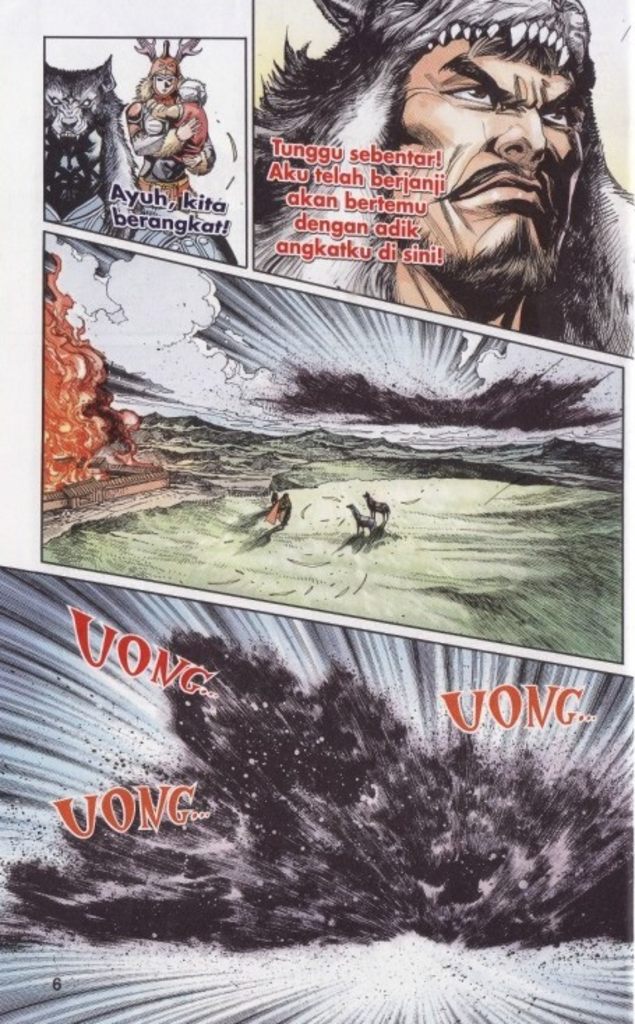 Ayuh, kita
berangkat!
Tunggu sebentar!
Aku telah berjanji
akan bertemu
dengan adik
angkatku di sini!
UONG...
UONG...
UONG...
6